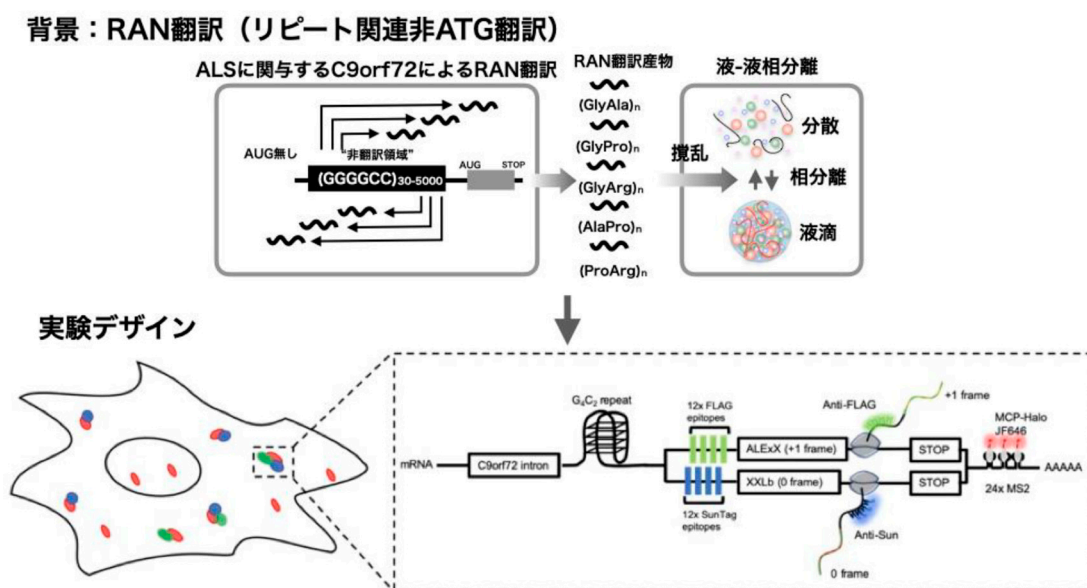 背景：RAN翻訳（リピート関連非ATG翻訳）
ALSに関与するC9orf72によるRAN翻訳
AUG無し
“非翻訳領域”
(GGGGCC)30-5000
AUG
STOP
RAN翻訳産物
(GlyAla)n
(GlyPro)n
(GlyArg)n
(AlaPro)n
(ProArg)n
撹乱
液-液相分離
分散
相分離
液滴
実験デザイン
mRNA
C9orf72 intron
G4C2 repeat
12x FLAG
epitopes
ALExX (+1 frame)
Anti-FLAG
+1 frame
STOP
MCP-Halo
JF646
AAAAA
24x MS2
12x SunTag
epitopes
XXLb (0 frame)
STOP
Anti-Sun
0 frame